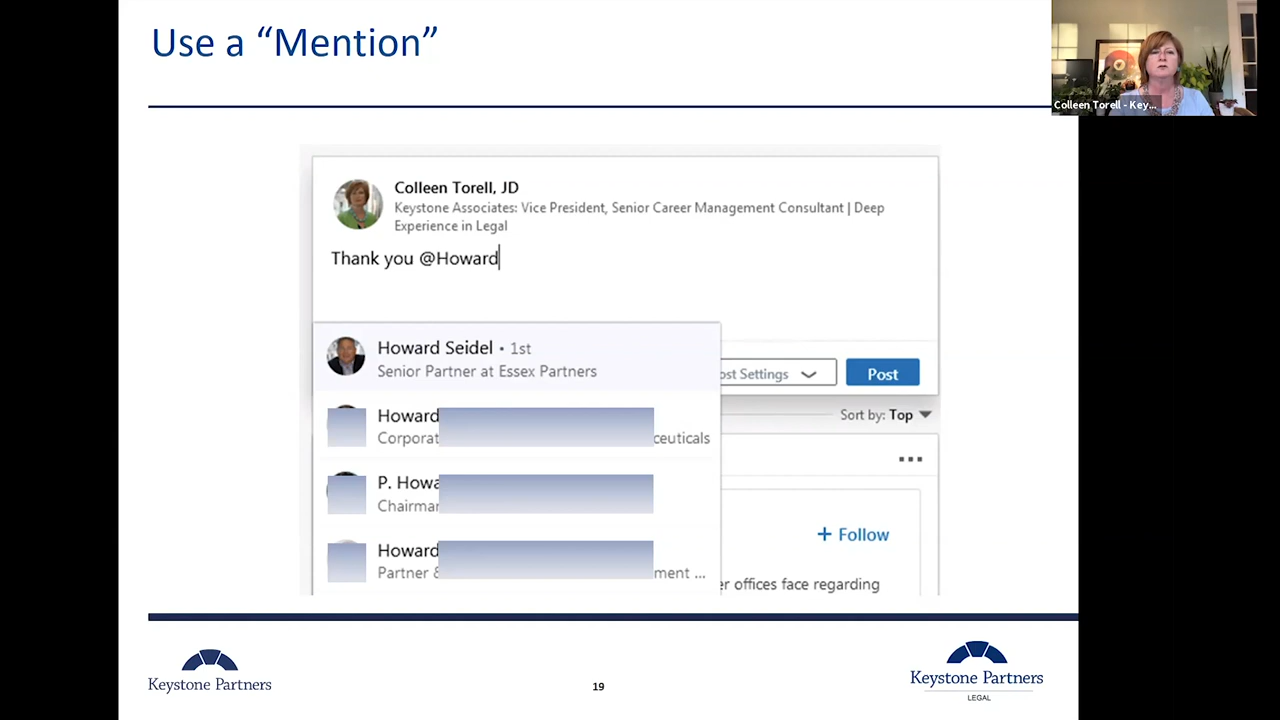 Use a “Mention”
Colleen Torell - Key...
Colleen Torell, JD
Keystone Associates: Vice President, Senior Career Management Consultant | Deep
Experience in Legal
Thank you @Howard
Howard Seidel • 1st
Senior Partner at Essex Partners
ost Settings
Post
Sort by: Top
Howard
Corporat ceuticals
P. Howa
Chairmar
+ Follow
Howard
Partner & ment ...
er offices face regarding
Keystone Partners
19
Keystone Partners
LEGAL